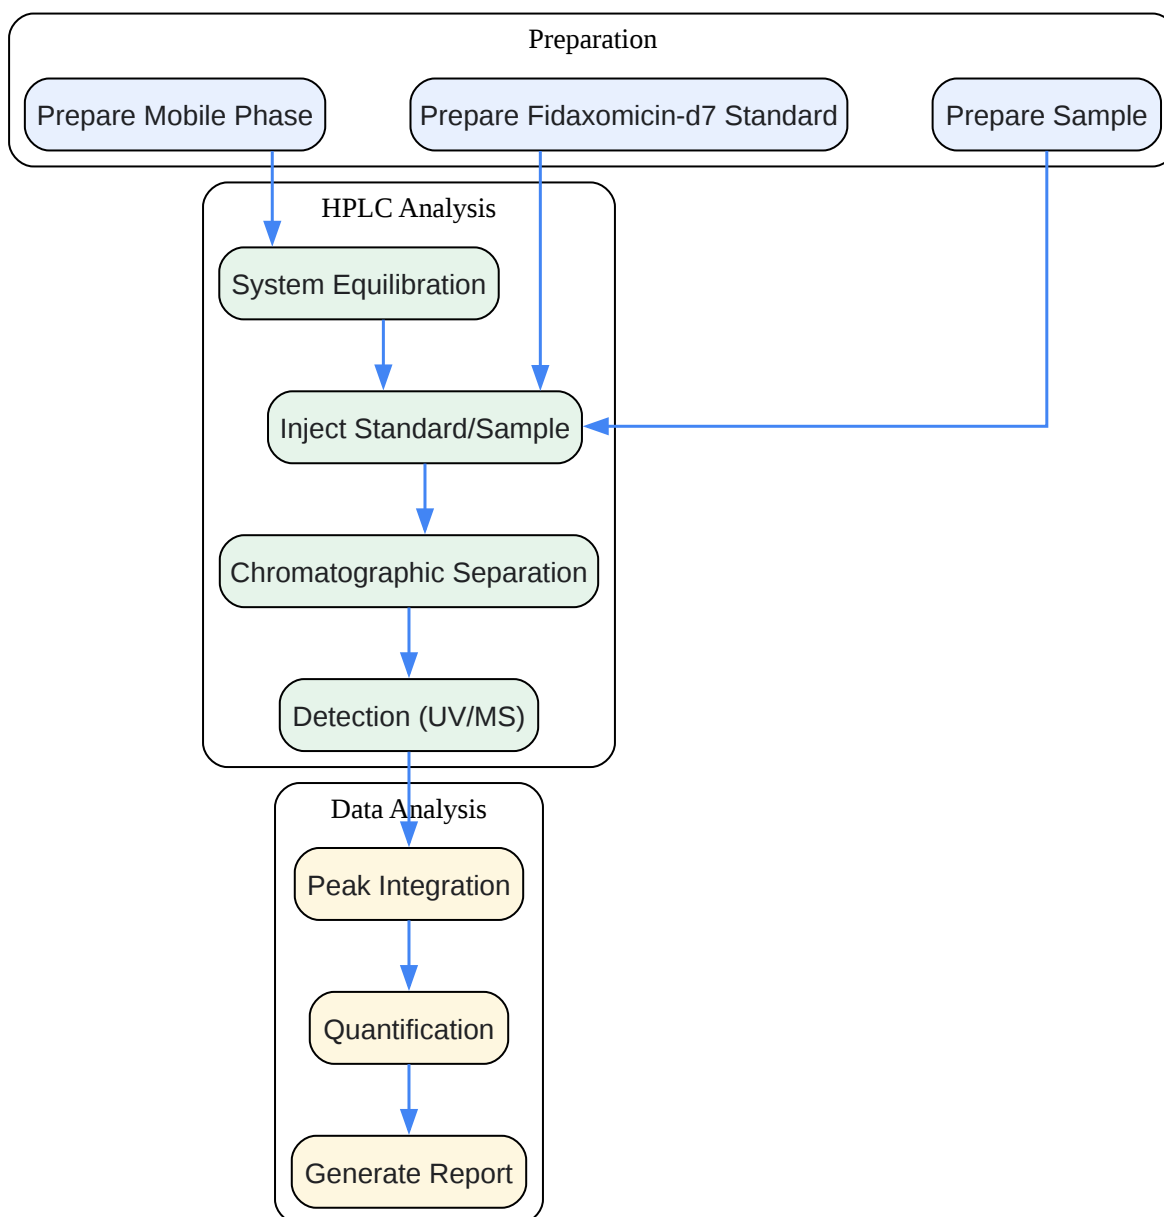 Preparation
Prepare Mobile Phase
Prepare Fidaxomicin-d7 Standard
Prepare Sample
HPLC Analysis
System Equilibration
Inject Standard/Sample
Chromatographic Separation
Detection (UV/MS)
Data Analysis
Peak Integration
Quantification
Generate Report